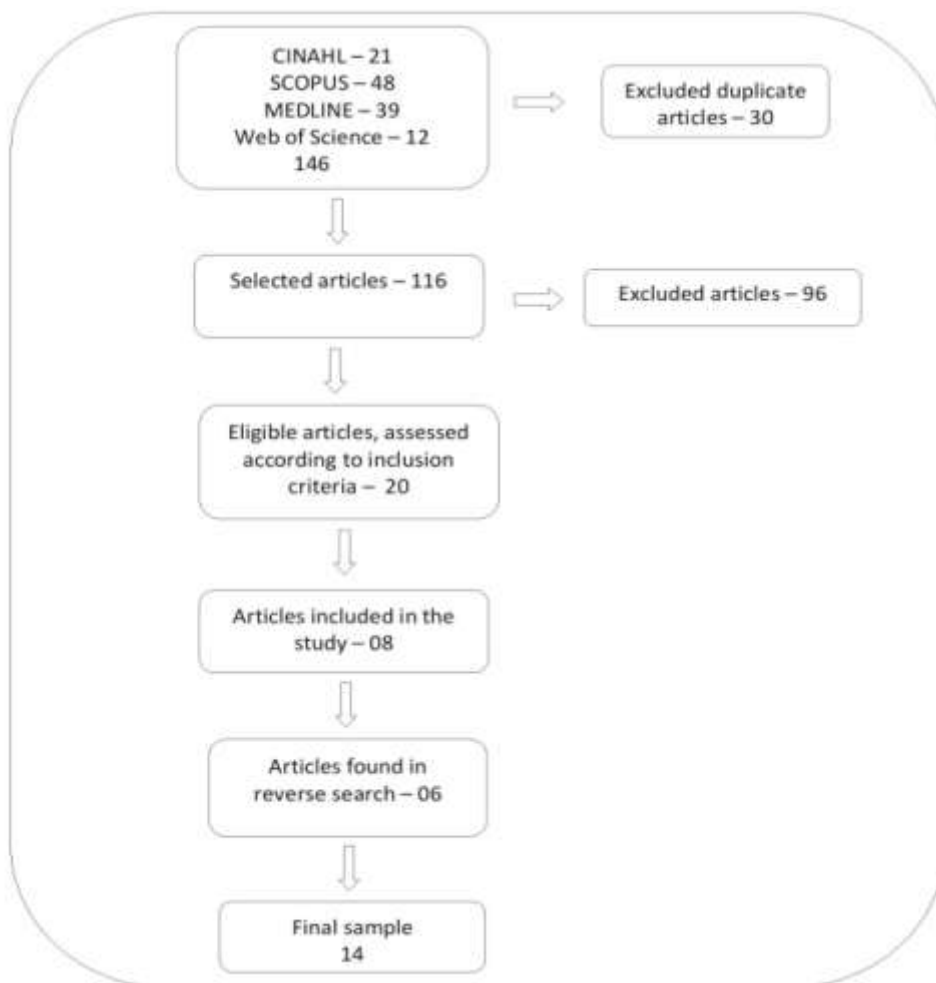 CINAHL – 21
SCOPUS – 48
MEDLINE – 39
Web of Science – 12
146
Excluded duplicate
articles – 30
Selected articles – 116
Excluded articles – 96
Eligible articles, assessed
according to inclusion
criteria – 20
Articles included in the
study – 08
Articles found in
reverse search – 06
Final sample
14